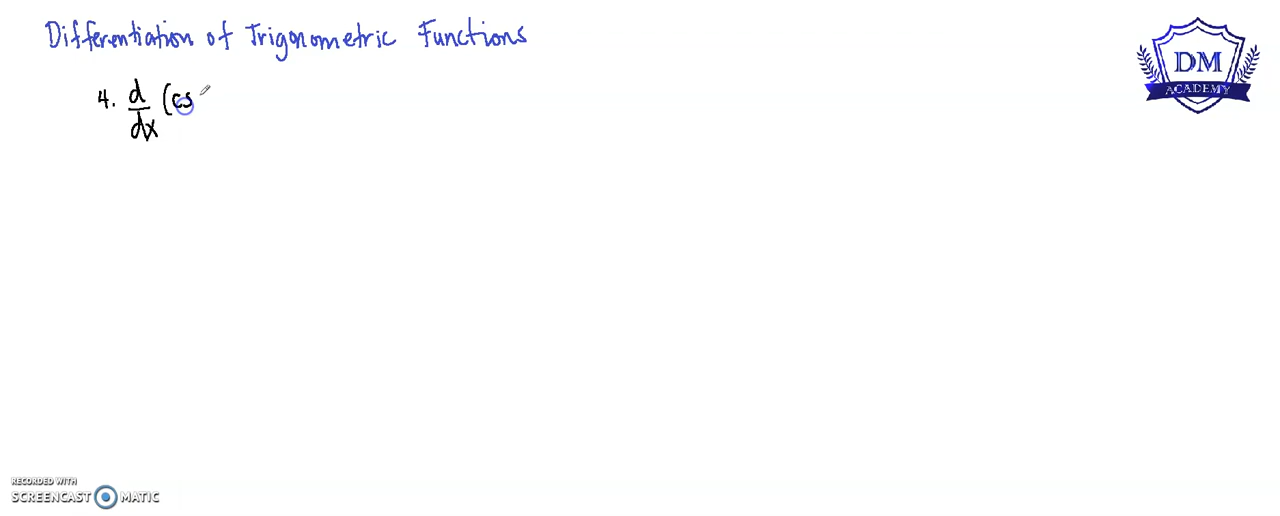 Differentiation of Trigonometric Functions
DM
ACADEMY
4. d/dx (cs
RECORDED WITH
SCREENCAST MATIC